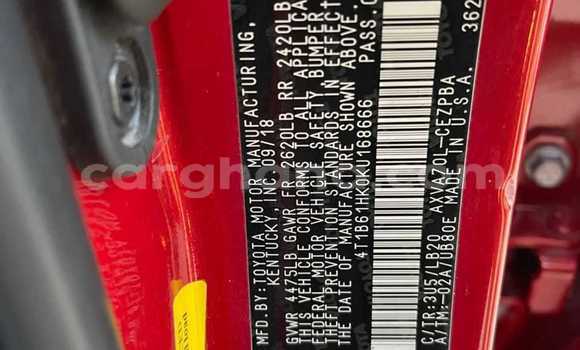 MFD.BY:TOYOTA MOTOR MANUFACTURING,
KENTUCKY, INC. 09/18
GVWR 4475LB GAWR FR 2620LB RR 2420LB
THIS VEHICLE CONFORMS TO ALL APPLICA
FEDERAL MOTOR VEHICLE SAFETY BUMPER,
THEFT PREVENTION STANDARDS IN EFFECT
THE DATE OF MANUFACTURE SHOWN ABOVE.
4T1B61HK0KU168666 PASS.C
C/TR:3U5/LB20 AXVA70L-CEZPBA
A/TM:-02A/UB80E MADE IN U.S.A. 362